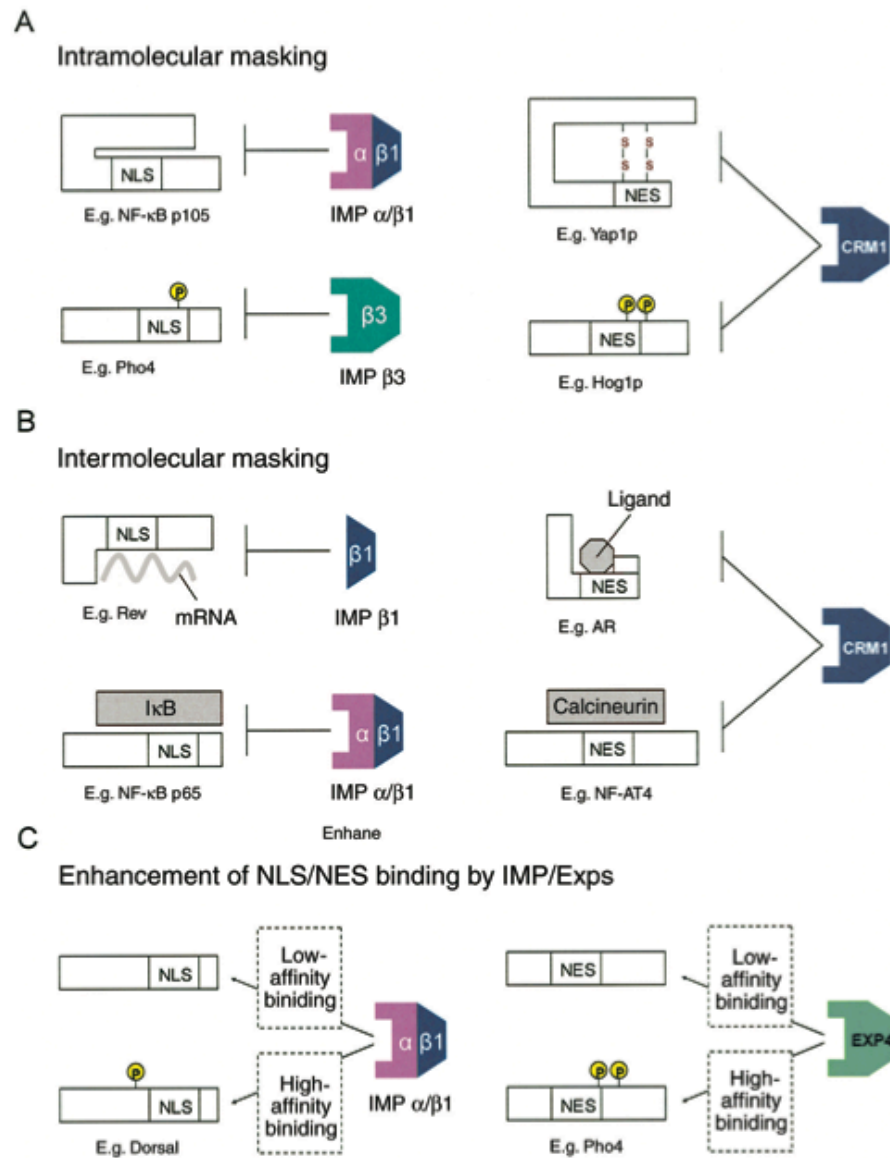 A
Intramolecular masking
NLS
E.g. NF-κB p105
α β1
IMP α/β1
S S
S S
NES
E.g. Yap1p
CRM1
P
NLS
E.g. Pho4
β3
IMP β3
P P
NES
E.g. Hog1p
B
Intermolecular masking
NLS
E.g. Rev
mRNA
β1
IMP β1
Ligand
NES
E.g. AR
CRM1
IκB
NLS
E.g. NF-κB p65
α β1
IMP α/β1
Calcineurin
NES
E.g. NF-AT4
Enhane
C
Enhancement of NLS/NES binding by IMP/Exps
NLS
Low-
affinity
biniding
α β1
IMP α/β1
P
NLS
E.g. Dorsal
High-
affinity
biniding
NES
Low-
affinity
biniding
EXP4
P P
NES
E.g. Pho4
High-
affinity
biniding